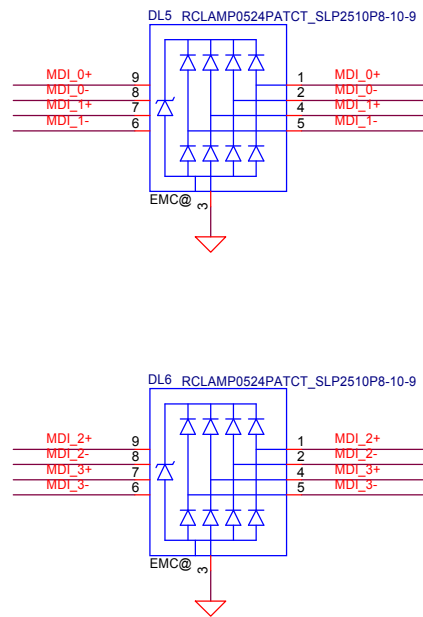 DL5 RCLAMP0524PATCT_SLP2510P8-10-9
MDI_0+ 9 1 MDI_0+
MDI_0- 8 2 MDI_0-
MDI_1+ 7 4 MDI_1+
MDI_1- 6 5 MDI_1-
EMC@ 3
DL6 RCLAMP0524PATCT_SLP2510P8-10-9
MDI_2+ 9 1 MDI_2+
MDI_2- 8 2 MDI_2-
MDI_3+ 7 4 MDI_3+
MDI_3- 6 5 MDI_3-
EMC@ 3